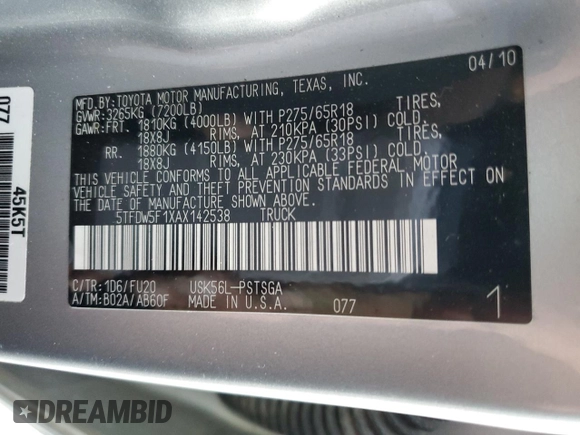 MFD.BY: TOYOTA MOTOR MANUFACTURING, TEXAS, INC. 04/10
GVWR: 3265KG (7200LB)
GAWR: FRT. 1810KG (4000LB) WITH P275/65R18 TIRES,
18X8J RIMS, AT 210KPA (30PSI) COLD.
RR. 1880KG (4150LB) WITH P275/65R18 TIRES,
18X8J RIMS, AT 230KPA (33PSI) COLD.
THIS VEHICLE CONFORMS TO ALL APPLICABLE FEDERAL MOTOR
VEHICLE SAFETY AND THEFT PREVENTION STANDARDS IN EFFECT ON
THE DATE OF MANUFACTURE SHOWN ABOVE.
5TFDW5F1XAX142538 TRUCK
C/TR: 1D6/FU20 USK56L-PSTSGA
A/TM: B02A/AB60F MADE IN U.S.A. 077 1
077
45K5T
DREAMBID